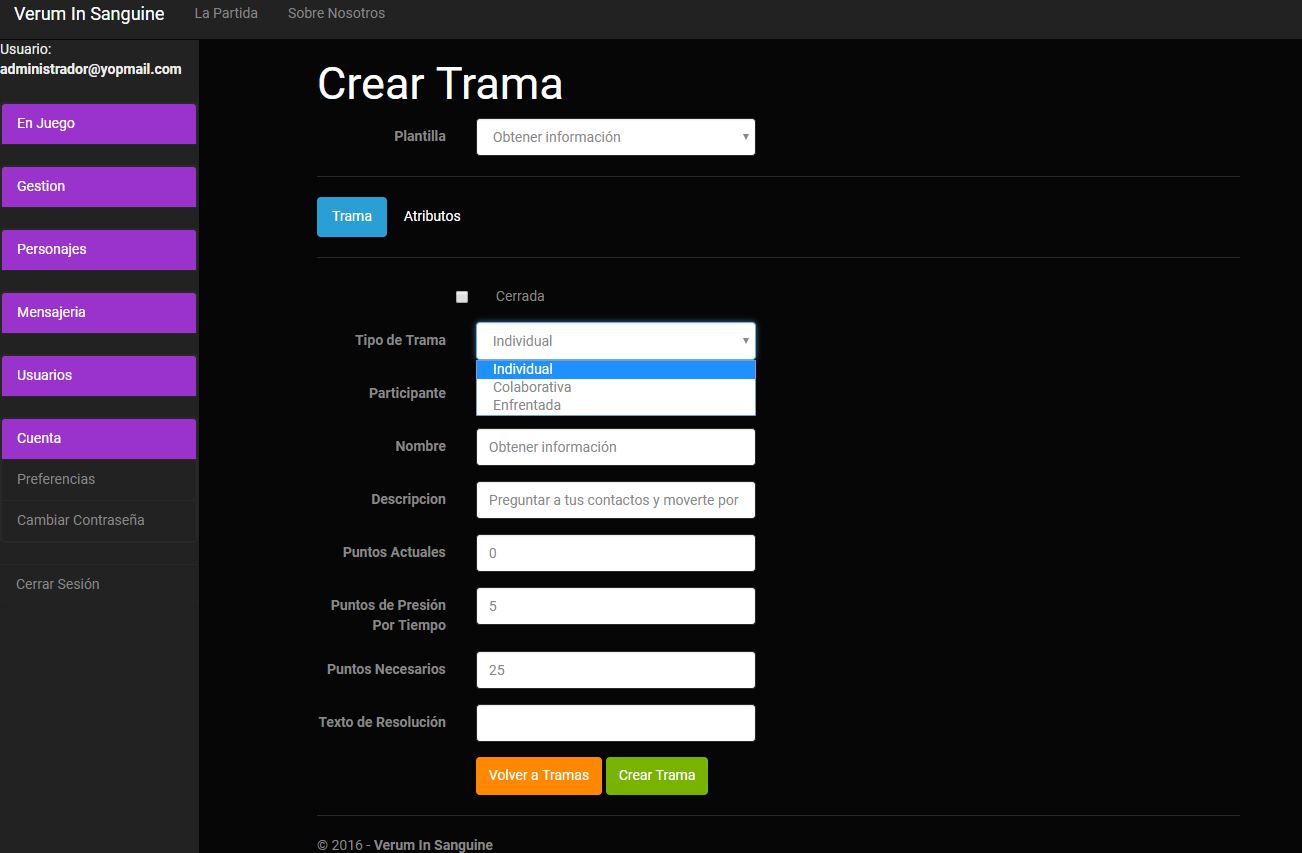 Verum In Sanguine La Partida Sobre Nosotros
Usuario:
administrador@yopmail.com
En Juego
Gestion
Personajes
Mensajeria
Usuarios
Cuenta
Preferencias
Cambiar Contraseña
Cerrar Sesión
Crear Trama
Plantilla Obtener información
Trama Atributos
Cerrada
Tipo de Trama Individual
Individual
Colaborativa
Enfrentada
Participante
Nombre Obtener información
Descripcion Preguntar a tus contactos y moverte por
Puntos Actuales 0
Puntos de Presión
Por Tiempo 5
Puntos Necesarios 25
Texto de Resolución
Volver a Tramas Crear Trama
© 2016 - Verum In Sanguine